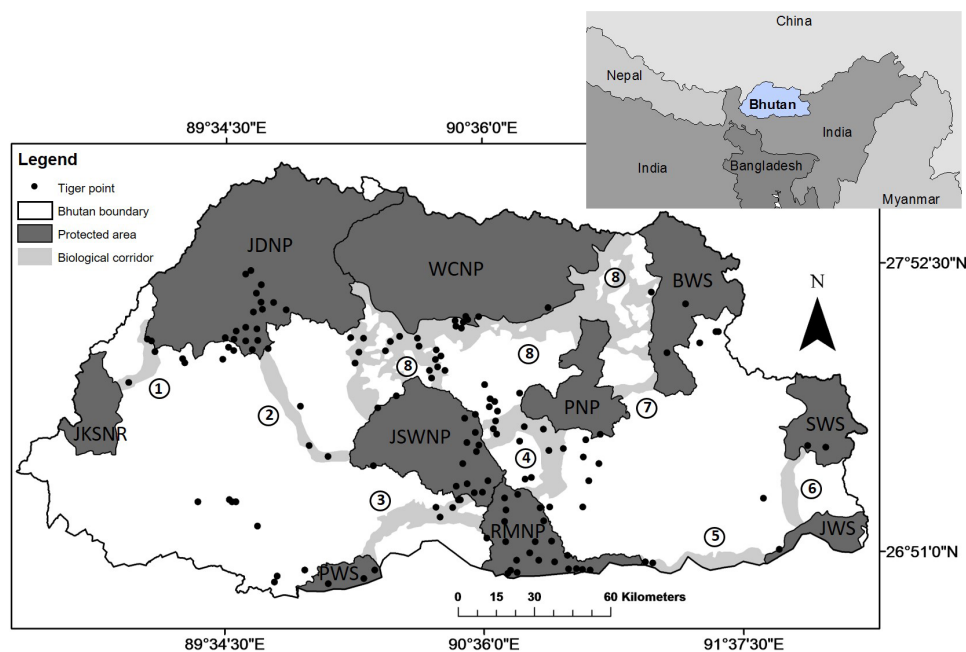 China
Nepal
Bhutan
India
India
Bangladesh
Myanmar
89°34'30"E
90°36'0"E
Legend
Tiger point
Bhutan boundary
Protected area
Biological corridor
JDNP
WCNP
BWS
27°52'30"N
N
8
8
8
1
2
7
JKSNR
PNP
JSWNP
SWS
4
3
6
RMNP
JWS
5
26°51'0"N
PWS
0 15 30 60 Kilometers
89°34'30"E
90°36'0"E
91°37'30"E